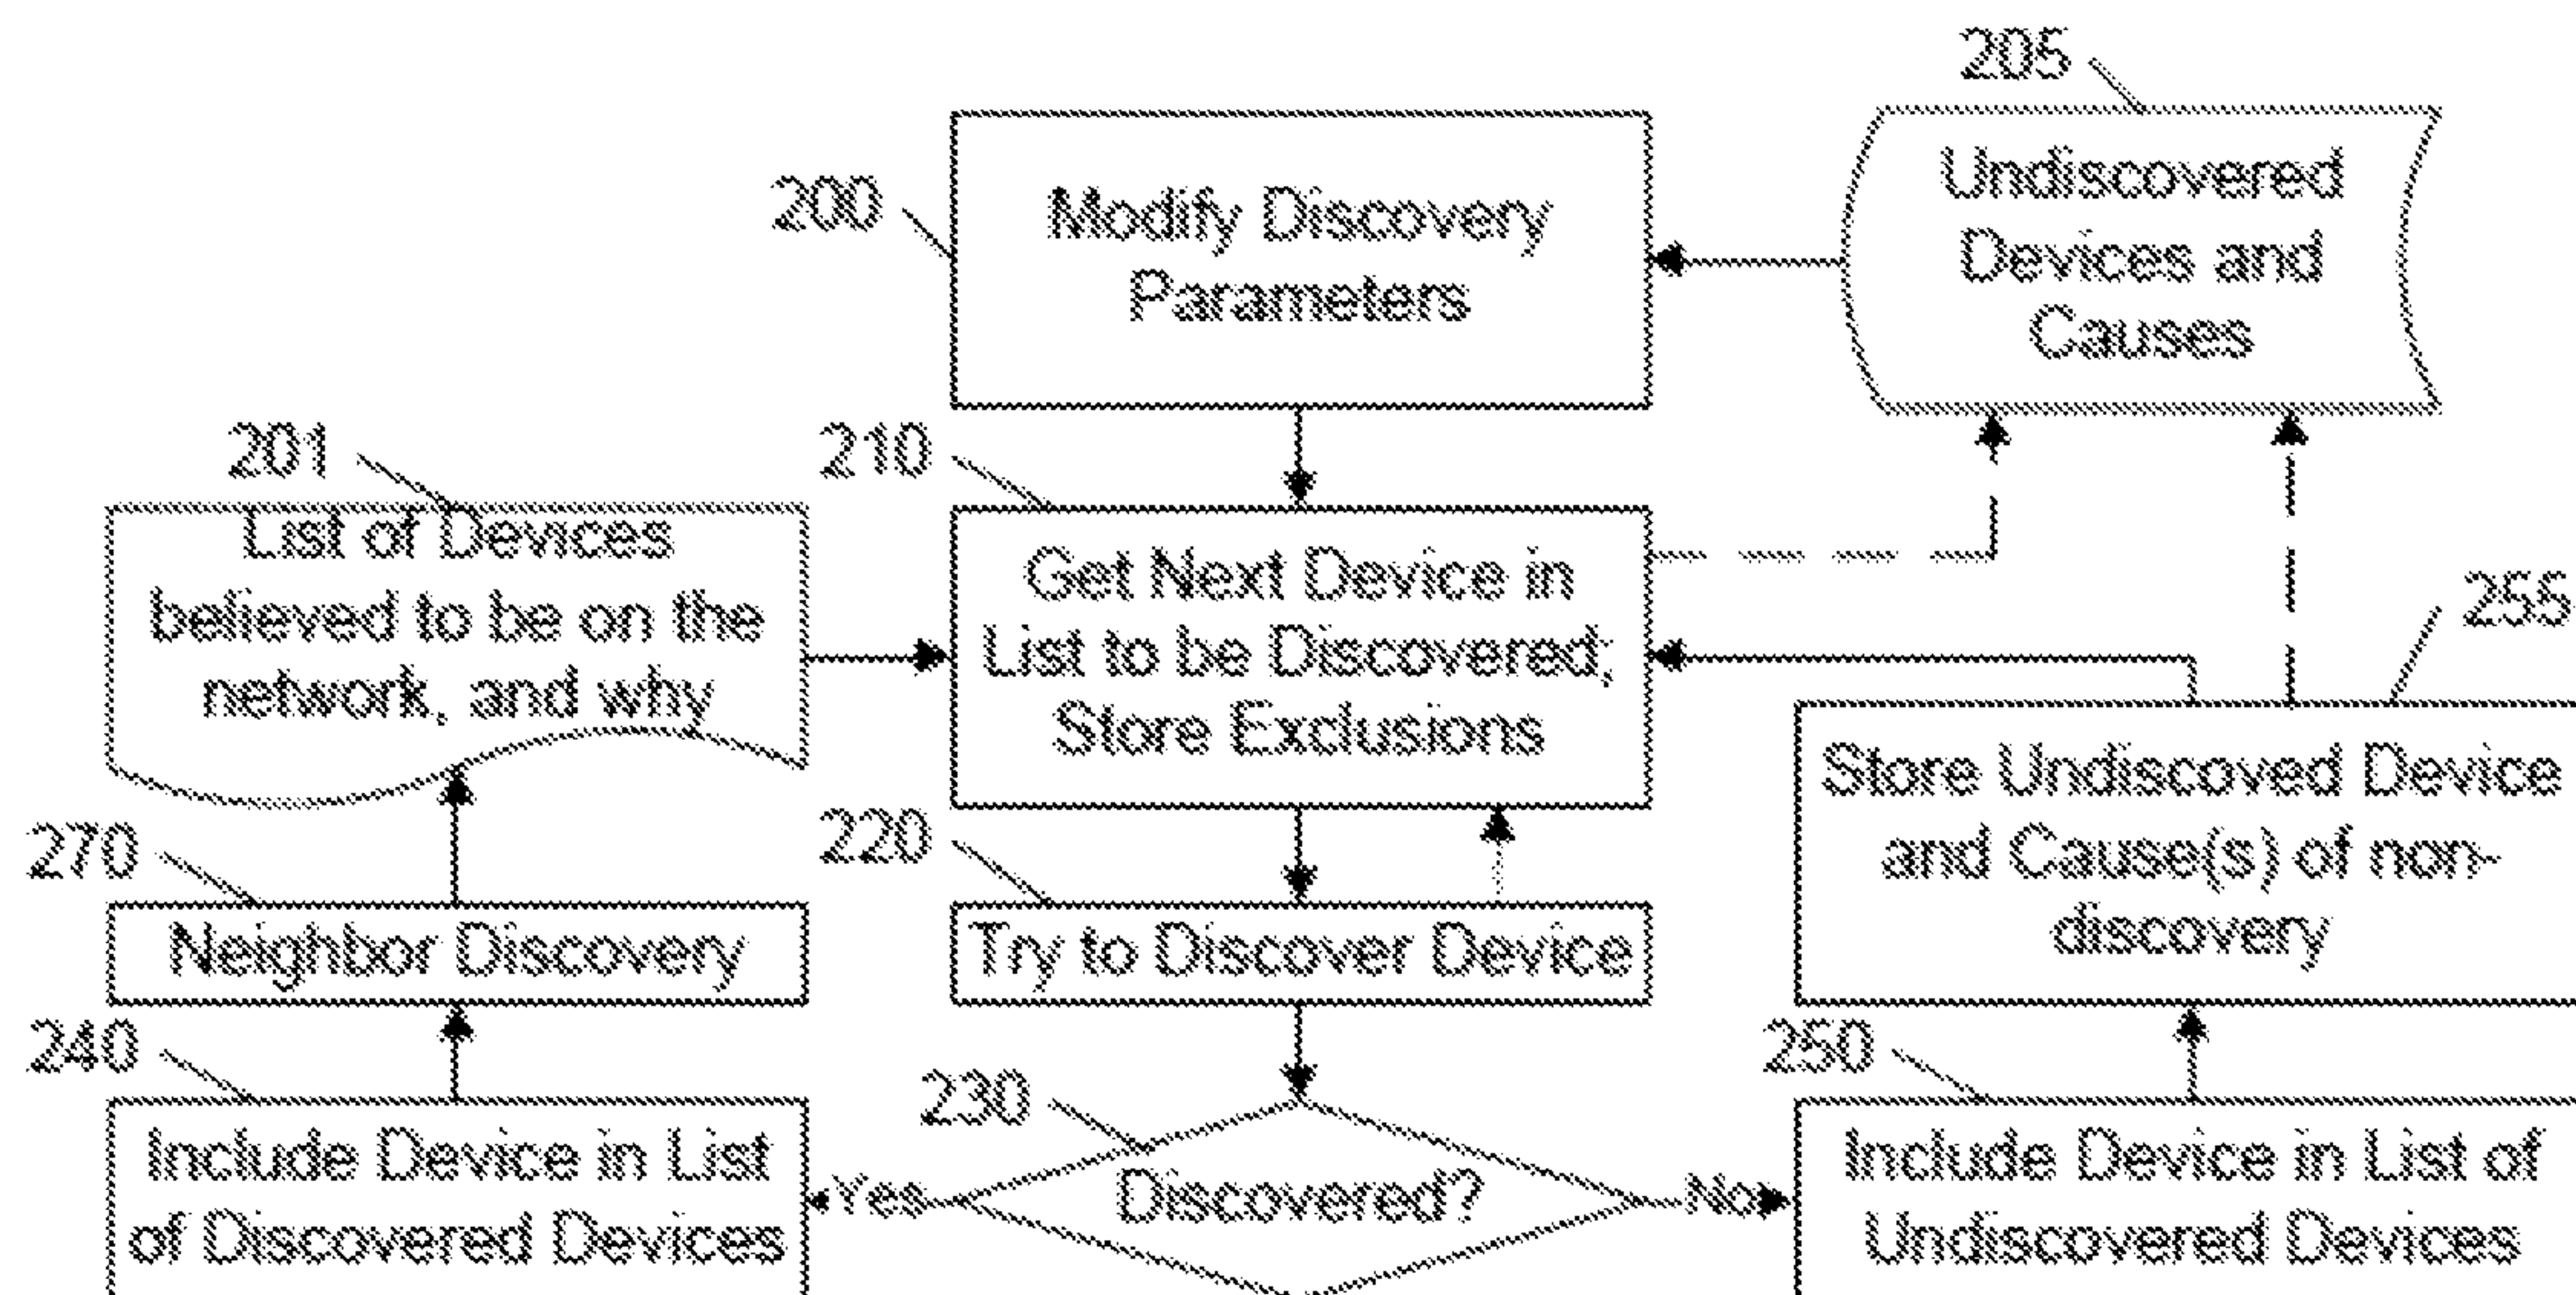 205
200
Modify Discovery
Parameters
Undiscovered
Devices and
Causes
201
List of Devices
believed to be on the
network, and why
210
Get Next Device in
List to be Discovered;
Store Exclusions
255
Store Undiscoved Device
and Cause(s) of non-
discovery
270
Neighbor Discovery
220
Try to Discover Device
240
Include Device in List
of Discovered Devices
230
Yes
Discovered?
No
250
Include Device in List of
Undiscovered Devices